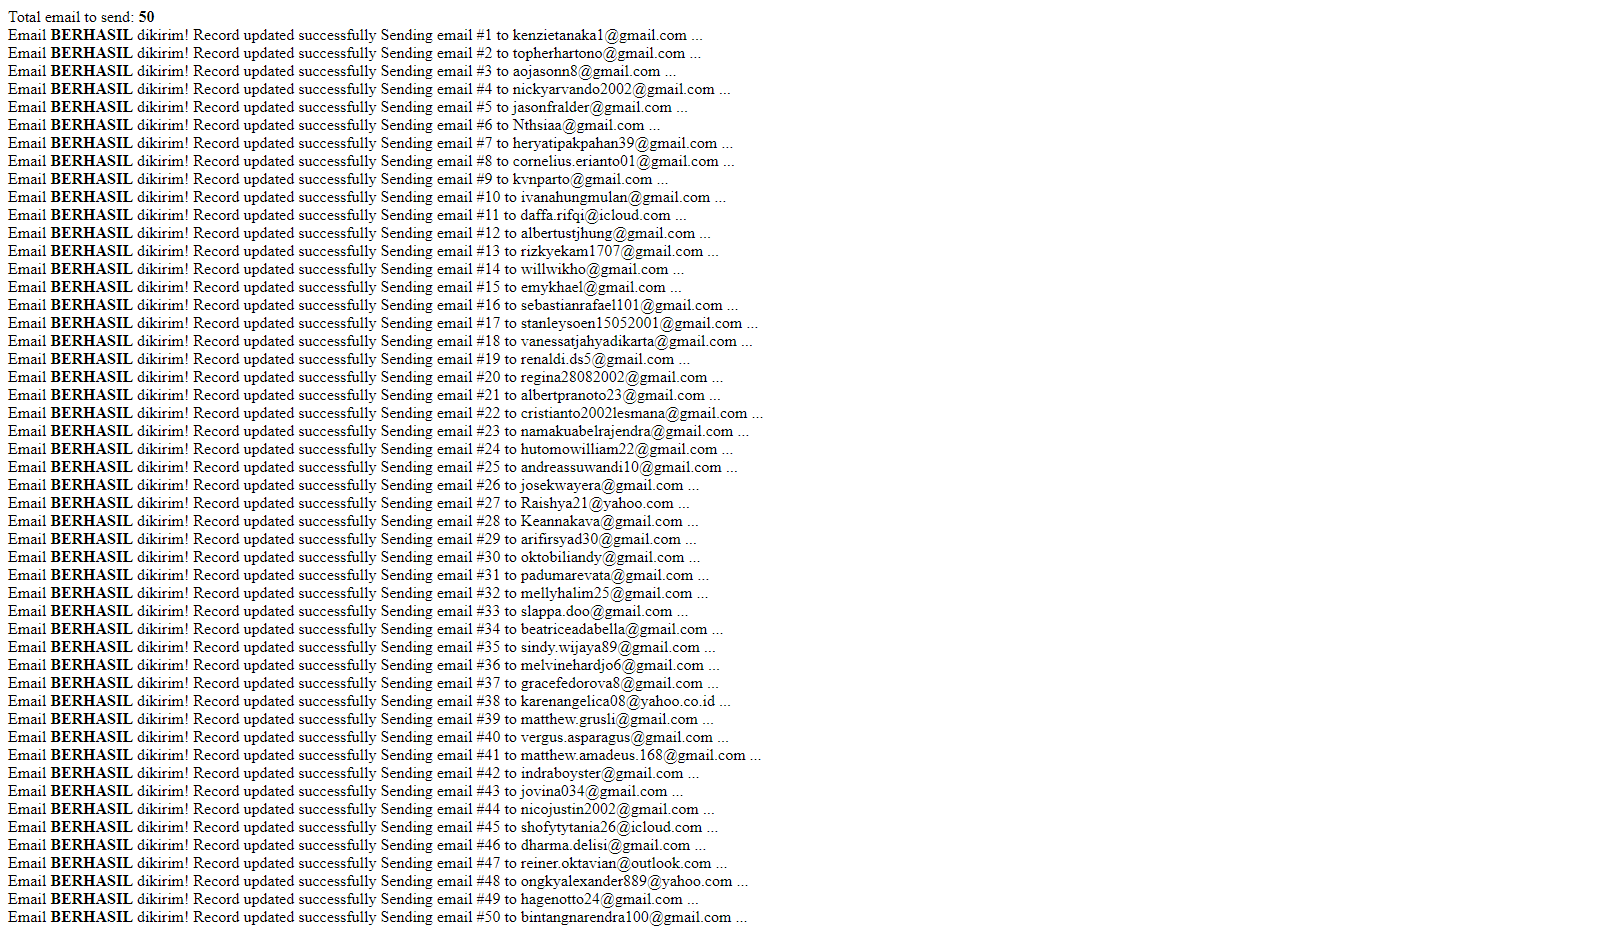 Total email to send: 50
Email BERHASIL dikirim! Record updated successfully Sending email #1 to kenzietanaka1@gmail.com ...
Email BERHASIL dikirim! Record updated successfully Sending email #2 to topherhartono@gmail.com ...
Email BERHASIL dikirim! Record updated successfully Sending email #3 to aojasonn8@gmail.com ...
Email BERHASIL dikirim! Record updated successfully Sending email #4 to nickyarvando2002@gmail.com ...
Email BERHASIL dikirim! Record updated successfully Sending email #5 to jasonfralder@gmail.com ...
Email BERHASIL dikirim! Record updated successfully Sending email #6 to Nthsiaa@gmail.com ...
Email BERHASIL dikirim! Record updated successfully Sending email #7 to heryatipakpahan39@gmail.com ...
Email BERHASIL dikirim! Record updated successfully Sending email #8 to cornelius.erianto01@gmail.com ...
Email BERHASIL dikirim! Record updated successfully Sending email #9 to kvnparto@gmail.com ...
Email BERHASIL dikirim! Record updated successfully Sending email #10 to ivanahungmulan@gmail.com ...
Email BERHASIL dikirim! Record updated successfully Sending email #11 to daffa.rifqi@icloud.com ...
Email BERHASIL dikirim! Record updated successfully Sending email #12 to albertustjhung@gmail.com ...
Email BERHASIL dikirim! Record updated successfully Sending email #13 to rizkyekam1707@gmail.com ...
Email BERHASIL dikirim! Record updated successfully Sending email #14 to willwikho@gmail.com ...
Email BERHASIL dikirim! Record updated successfully Sending email #15 to emykhael@gmail.com ...
Email BERHASIL dikirim! Record updated successfully Sending email #16 to sebastianrafael101@gmail.com ...
Email BERHASIL dikirim! Record updated successfully Sending email #17 to stanleysoen15052001@gmail.com ...
Email BERHASIL dikirim! Record updated successfully Sending email #18 to vanessatjahyadikarta@gmail.com ...
Email BERHASIL dikirim! Record updated successfully Sending email #19 to renaldi.ds5@gmail.com ...
Email BERHASIL dikirim! Record updated successfully Sending email #20 to regina28082002@gmail.com ...
Email BERHASIL dikirim! Record updated successfully Sending email #21 to albertpranoto23@gmail.com ...
Email BERHASIL dikirim! Record updated successfully Sending email #22 to cristianto2002lesmana@gmail.com ...
Email BERHASIL dikirim! Record updated successfully Sending email #23 to namakuabelrajendra@gmail.com ...
Email BERHASIL dikirim! Record updated successfully Sending email #24 to hutomowilliam22@gmail.com ...
Email BERHASIL dikirim! Record updated successfully Sending email #25 to andreassuwandi10@gmail.com ...
Email BERHASIL dikirim! Record updated successfully Sending email #26 to josekwayera@gmail.com ...
Email BERHASIL dikirim! Record updated successfully Sending email #27 to Raishya21@yahoo.com ...
Email BERHASIL dikirim! Record updated successfully Sending email #28 to Keannakava@gmail.com ...
Email BERHASIL dikirim! Record updated successfully Sending email #29 to arifirsyad30@gmail.com ...
Email BERHASIL dikirim! Record updated successfully Sending email #30 to oktobiliandy@gmail.com ...
Email BERHASIL dikirim! Record updated successfully Sending email #31 to padumarevata@gmail.com ...
Email BERHASIL dikirim! Record updated successfully Sending email #32 to mellyhalim25@gmail.com ...
Email BERHASIL dikirim! Record updated successfully Sending email #33 to slappa.doo@gmail.com ...
Email BERHASIL dikirim! Record updated successfully Sending email #34 to beatriceadabella@gmail.com ...
Email BERHASIL dikirim! Record updated successfully Sending email #35 to sindy.wijaya89@gmail.com ...
Email BERHASIL dikirim! Record updated successfully Sending email #36 to melvinehardjo6@gmail.com ...
Email BERHASIL dikirim! Record updated successfully Sending email #37 to gracefedorova8@gmail.com ...
Email BERHASIL dikirim! Record updated successfully Sending email #38 to karenangelica08@yahoo.co.id ...
Email BERHASIL dikirim! Record updated successfully Sending email #39 to matthew.grusli@gmail.com ...
Email BERHASIL dikirim! Record updated successfully Sending email #40 to vergus.asparagus@gmail.com ...
Email BERHASIL dikirim! Record updated successfully Sending email #41 to matthew.amadeus.168@gmail.com ...
Email BERHASIL dikirim! Record updated successfully Sending email #42 to indraboyster@gmail.com ...
Email BERHASIL dikirim! Record updated successfully Sending email #43 to jovina034@gmail.com ...
Email BERHASIL dikirim! Record updated successfully Sending email #44 to nicojustin2002@gmail.com ...
Email BERHASIL dikirim! Record updated successfully Sending email #45 to shofytytania26@icloud.com ...
Email BERHASIL dikirim! Record updated successfully Sending email #46 to dharma.delisi@gmail.com ...
Email BERHASIL dikirim! Record updated successfully Sending email #47 to reiner.oktavian@outlook.com ...
Email BERHASIL dikirim! Record updated successfully Sending email #48 to ongkyalexander889@yahoo.com ...
Email BERHASIL dikirim! Record updated successfully Sending email #49 to hagenotto24@gmail.com ...
Email BERHASIL dikirim! Record updated successfully Sending email #50 to bintangnarendra100@gmail.com ...